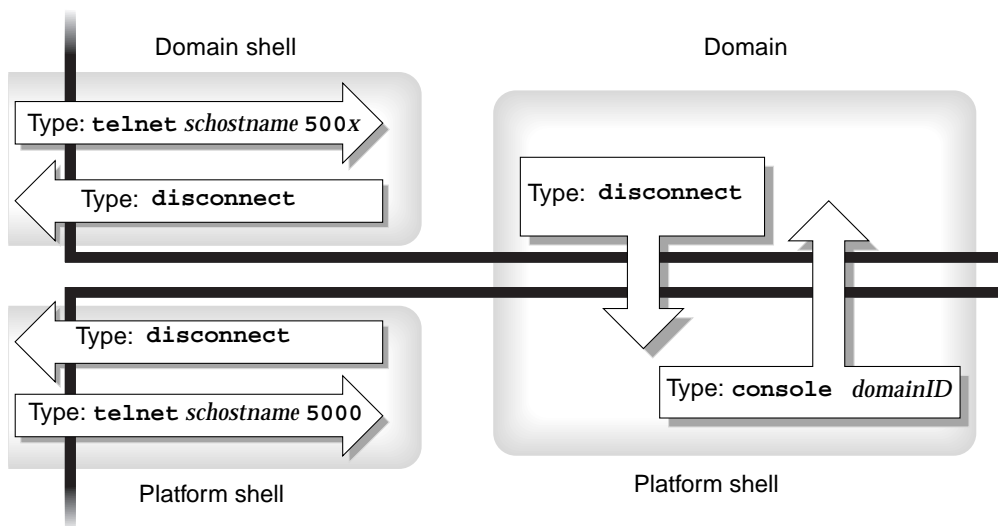 Domain shell
Type: telnet schostname 500x
Type: disconnect
Type: disconnect
Type: telnet schostname 5000
Platform shell
Domain
Type: disconnect
Type: console domainID
Platform shell